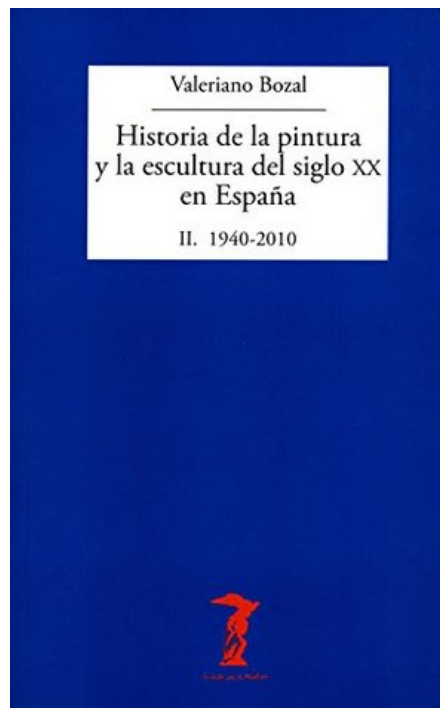 Valeriano Bozal
Historia de la pintura
y la escultura del siglo XX
en España
II. 1940-2010